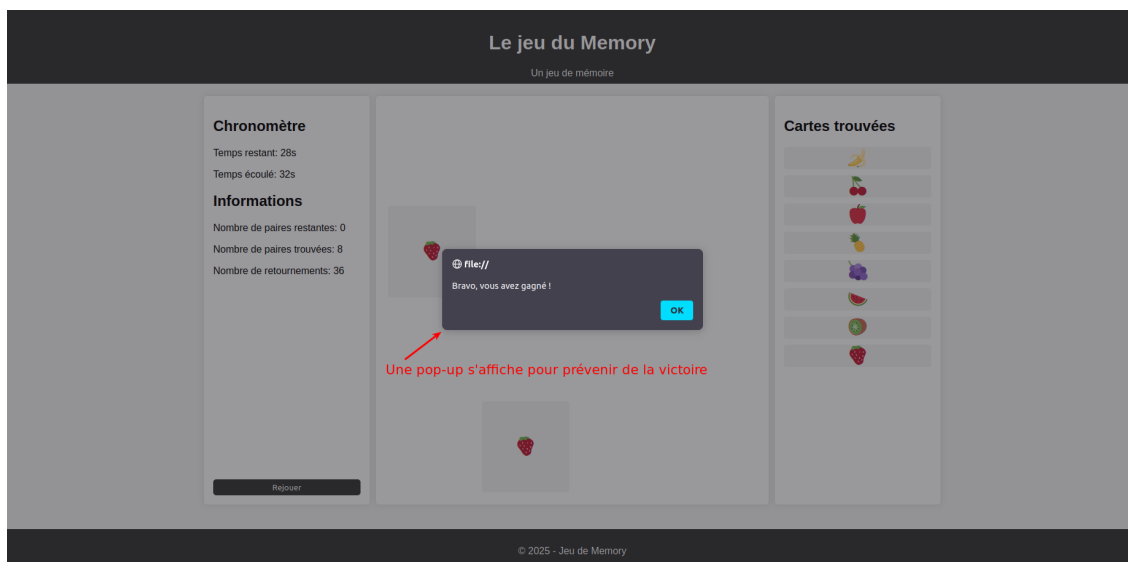 Le jeu du Memory
Un jeu de mémoire
Chronomètre
Temps restant: 28s
Temps écoulé: 32s
Informations
Nombre de paires restantes: 0
Nombre de paires trouvées: 8
Nombre de retournements: 36
Rejouer
file://
Bravo, vous avez gagné !
OK
Une pop-up s'affiche pour prévenir de la victoire
Cartes trouvées
© 2025 - Jeu de Memory